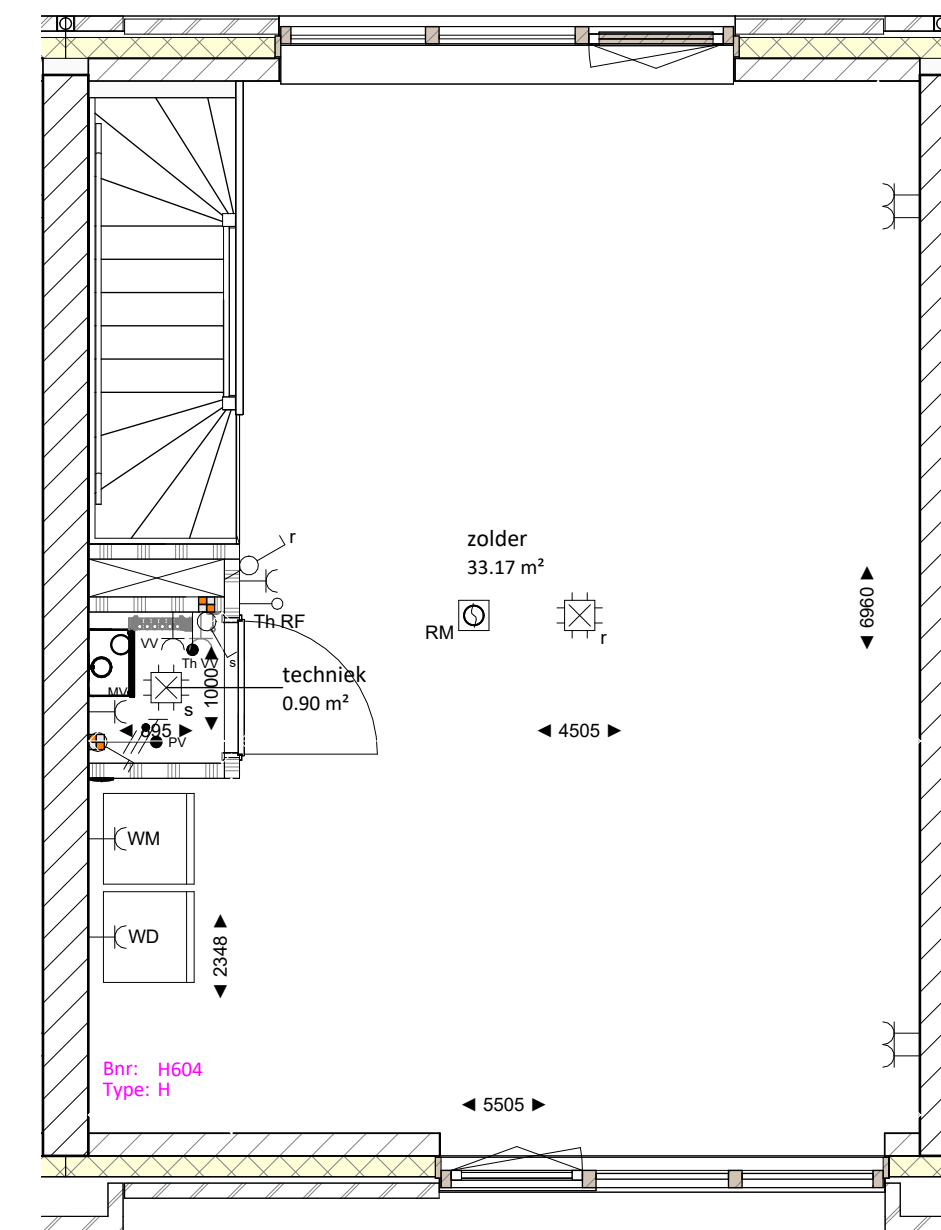 r
zolder
33.17 m²
RM
r
6960
Th RF
VV
Th VV
s
1000
techniek
0.90 m²
MV
s
895
PV
4505
WM
WD
2348
Bnr: H604
Type: H
5505